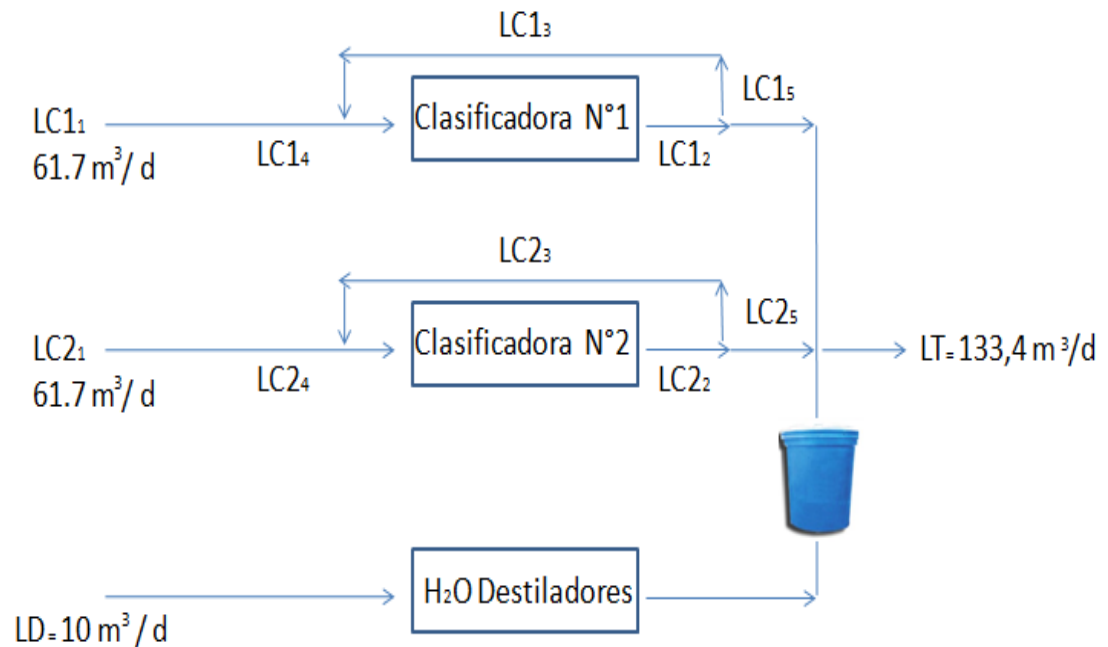 LC1₃
LC1₅
Clasificadora N°1
LC1₁
61.7 m³/ d
LC1₄
LC1₂
LC2₃
LC2₅
Clasificadora N°2
LC2₁
61.7 m³/ d
LC2₄
LC2₂
LT= 133,4 m³/d
H₂O Destiladores
LD= 10 m³ / d